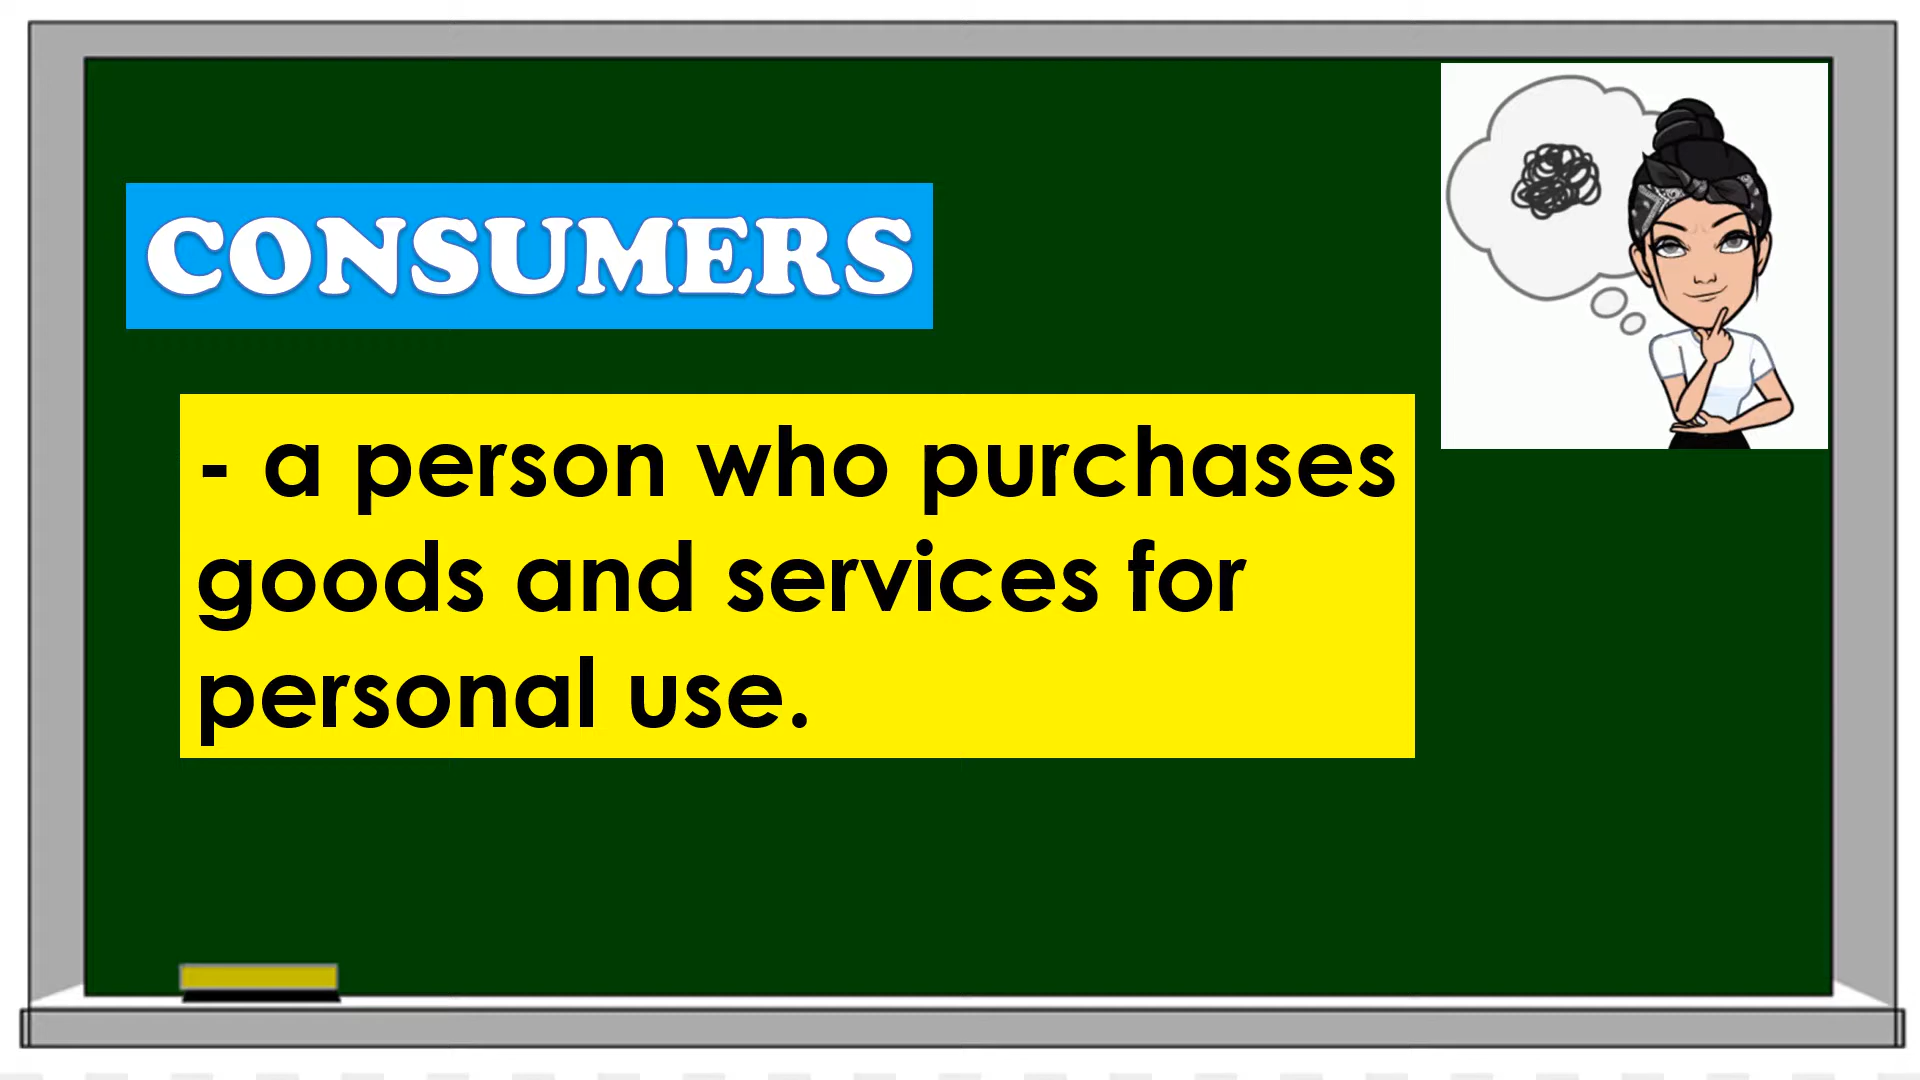 CONSUMERS
- a person who purchases
goods and services for
personal use.